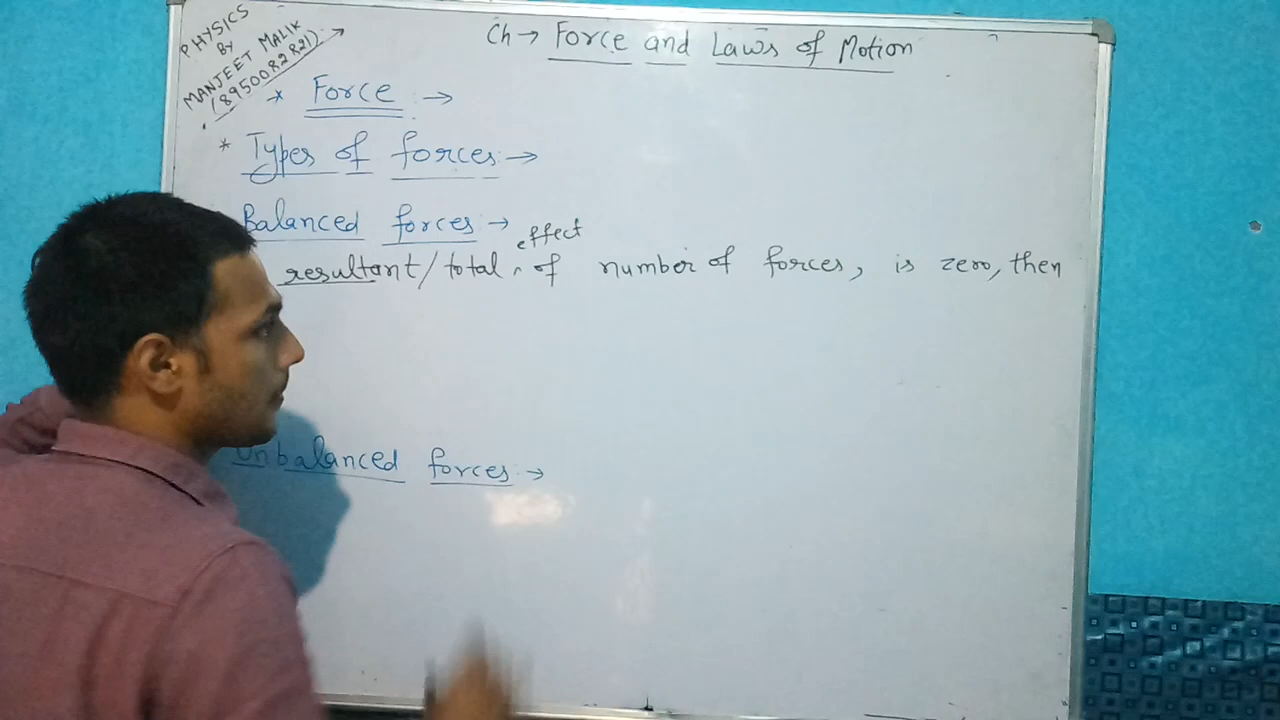 PHYSICS
By
MANJEET MALIK
(8950082821) →
Ch → Force and Laws of Motion
* Force :→
* Types of forces :→
Balanced forces →
effect
resultant/total ^ of number of forces, is zero, then
Unbalanced forces :→